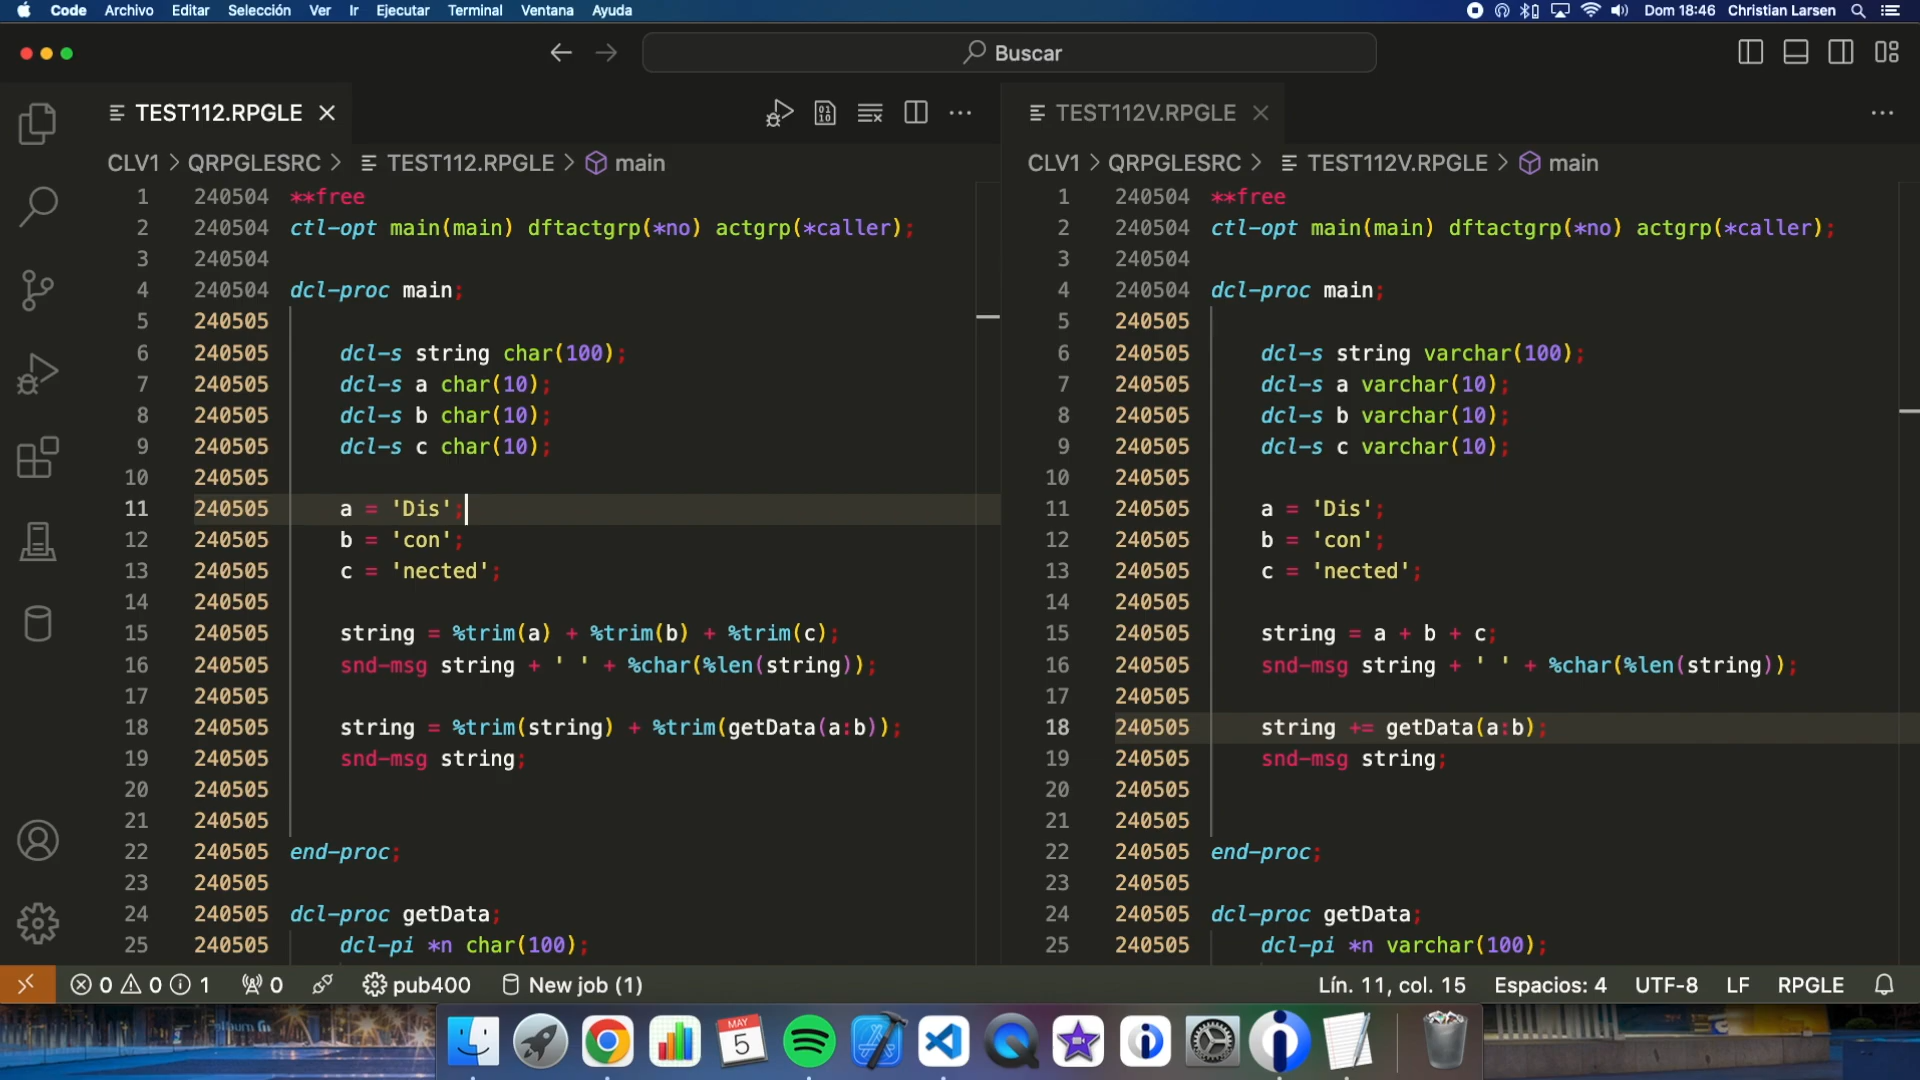 Code Archivo Editar Selección Ver Ir Ejecutar Terminal Ventana Ayuda Dom 18:46 Christian Larsen
Buscar
TEST112.RPGLE
CLV1 > QRPGLESRC > TEST112.RPGLE > main
1 240504 **free
2 240504 ctl-opt main(main) dftactgrp(*no) actgrp(*caller);
3 240504
4 240504 dcl-proc main;
5 240505
6 240505 dcl-s string char(100);
7 240505 dcl-s a char(10);
8 240505 dcl-s b char(10);
9 240505 dcl-s c char(10);
10 240505
11 240505 a = 'Dis';
12 240505 b = 'con';
13 240505 c = 'nected';
14 240505
15 240505 string = %trim(a) + %trim(b) + %trim(c);
16 240505 snd-msg string + ' ' + %char(%len(string));
17 240505
18 240505 string = %trim(string) + %trim(getData(a:b));
19 240505 snd-msg string;
20 240505
21 240505
22 240505 end-proc;
23 240505
24 240505 dcl-proc getData;
25 240505 dcl-pi *n char(100);
TEST112V.RPGLE
CLV1 > QRPGLESRC > TEST112V.RPGLE > main
1 240504 **free
2 240504 ctl-opt main(main) dftactgrp(*no) actgrp(*caller);
3 240504
4 240504 dcl-proc main;
5 240505
6 240505 dcl-s string varchar(100);
7 240505 dcl-s a varchar(10);
8 240505 dcl-s b varchar(10);
9 240505 dcl-s c varchar(10);
10 240505
11 240505 a = 'Dis';
12 240505 b = 'con';
13 240505 c = 'nected';
14 240505
15 240505 string = a + b + c;
16 240505 snd-msg string + ' ' + %char(%len(string));
17 240505
18 240505 string += getData(a:b);
19 240505 snd-msg string;
20 240505
21 240505
22 240505 end-proc;
23 240505
24 240505 dcl-proc getData;
25 240505 dcl-pi *n varchar(100);
0 0 1 0 pub400 New job (1) Lín. 11, col. 15 Espacios: 4 UTF-8 LF RPGLE
MAY
5